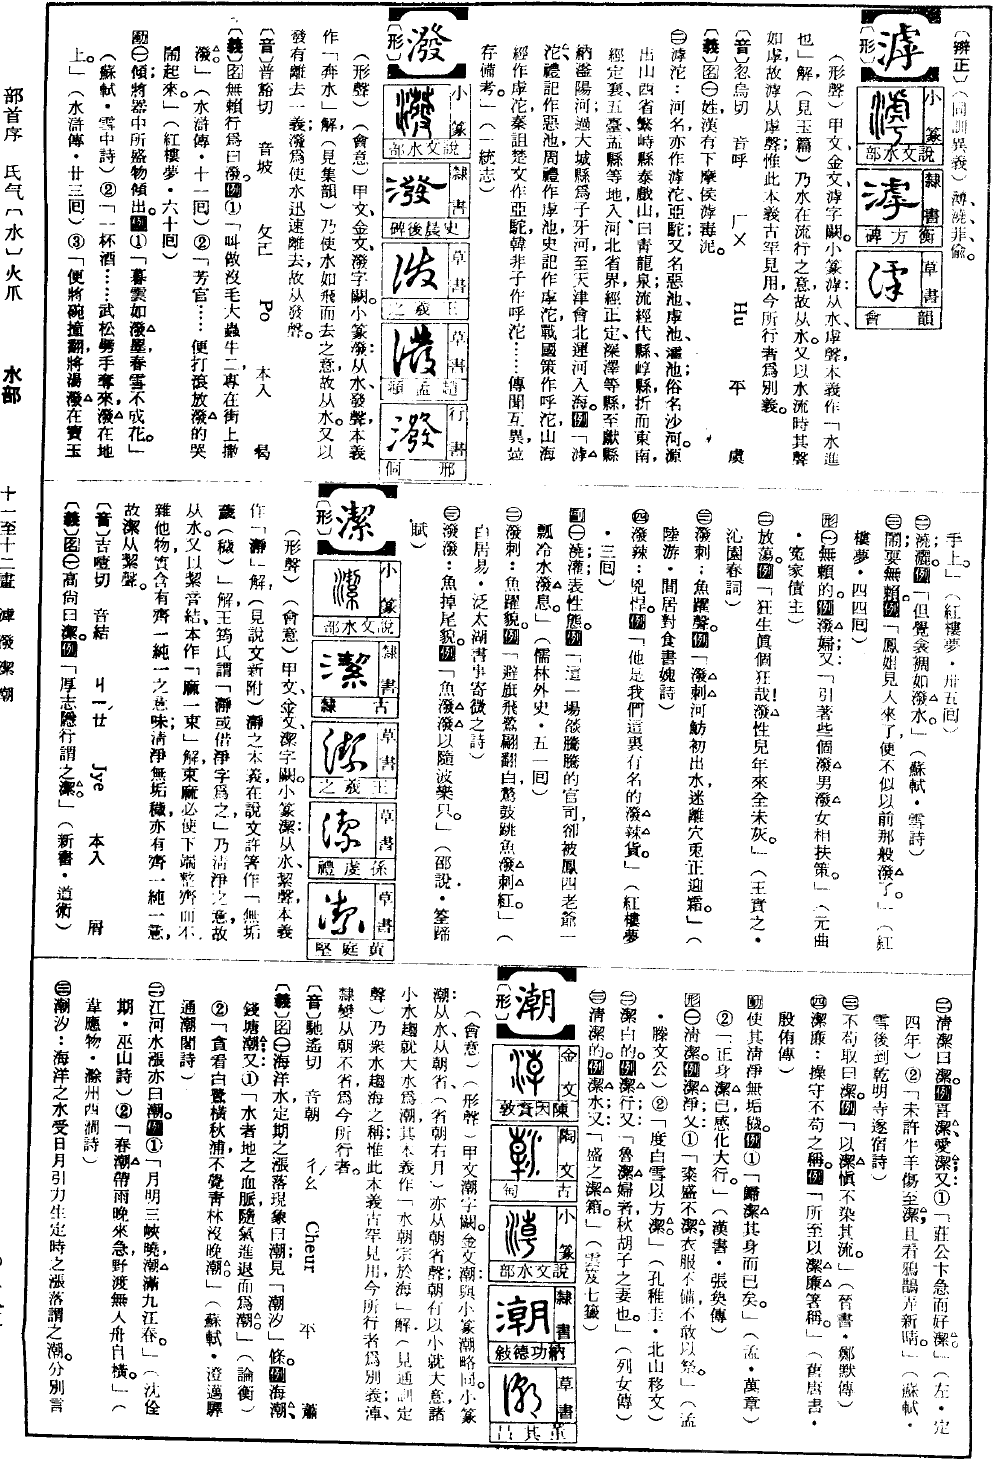 〔辨正〕(同訓異義)溥、澆、菲、偷。
滹
〔形〕
小篆
說文水部
隸書
衡方碑
草書
韻會
(形聲)甲文、金文滹字闕。小篆滹:从水、虖聲,本義作「水進
也」解(見玉篇)乃水在流行之意,故从水。又以水流時其聲
如虖,故滹从虖聲。惟此本義古罕見用,今所行者為別義。
〔音〕忽烏切 音呼 ㄏㄨ Hu 平 虞
〔義〕名㊀姓,漢有下摩侯滹毒泥。
㊁滹沱:河名,亦作滹沱、亞駝;又名惡池、虖池、灟池,俗名沙河。源
出山西省繁峙縣泰戲山曰青龍泉,流經代縣、崞縣,折而東南,
經定襄、五臺、盂縣等地入河北省界,經正定、深澤等縣至獻縣
納滏陽河,過大城縣為子牙河,至天津會北運河入海。例「滹
沱,禮記作惡池,周禮作虖池,史記作虖沱,戰國策作呼沱,山海
經作虖沱,秦詛楚文作亞駝,韓非子作呼沱……傳聞互異,竝
存備考。」(一統志)
潑
〔形〕
小篆
說文水部
隸書
史晨後碑
草書
王羲之
草書
趙孟頫
行書
邢侗
(形聲)(會意)甲文、金文潑字闕。小篆潑:从水、發聲,本義
作「奔水」解(見集韻)乃使水如飛而去之意,故从水。又以
發有離去一義,潑為使水迅速離去,故从發聲。
〔音〕普豁切 音坡 ㄆㄛ Po 本入 曷
〔義〕名無賴行為曰潑。例①「叫做沒毛大蟲牛二,專在街上撒
潑。」(水滸傳・十一回)②「芳官……便打滾放潑的哭
鬧起來。」(紅樓夢・六十回)
動㊀傾;將器中所盛物傾出。例①「暮雲如潑墨,春雪不成花。」
(蘇軾・雪中詩)②「一杯酒……武松劈手奪來,潑在地
上。」(水滸傳・廿三回)③「便將碗撞翻,將湯潑在寶玉
手上。」(紅樓夢・卅五回)
㊁澆;灑。例「但覺衾裯如潑水。」(蘇軾・雪詩)
㊂鬧;耍無賴。例「鳳姐見人來了,便不似以前那般潑了。」(紅
樓夢・四四回)
形㊀無賴的。例潑婦;又「引著些個潑男潑女相扶策。」(元曲
・寃家債主)
㊁放蕩。例「狂生眞個狂哉!潑性兒年來全未灰。」(王實之・
沁園春詞)
㊂潑剌;魚躍聲。例「潑剌河魴初出水,迷離穴兎正迎霜。」(
陸游・閒居對食書媿詩)
㊃潑辣:兇悍。例「他是我們這裏有名的潑辣貨。」(紅樓夢
・三回)
副㊀澆灌;表性態。例「這一場燄騰騰的官司,卻被鳳四老爺一
瓢冷水潑息。」(儒林外史・五一回)
㊁潑剌:魚躍貌。例「避旗飛鷺翩翻白,驚鼓跳魚潑剌紅。」(
白居易・泛太湖書事寄微之詩)
㊂潑潑:魚掉尾貌。例「魚潑潑以隨波樂只。」(邵說・筌蹄
賦)
潔
〔形〕
小篆
說文水部
隸書
古隸
草書
王羲之
草書
孫虔禮
草書
黃庭堅
(形聲)(會意)甲文、金文潔字闕。小篆潔:从水、絜聲,本義
作「瀞」解(見說文新附)瀞之本義在說文許箸作「無垢
薉(穢)」解,王筠氏謂「瀞或借淨字為之」乃清淨之意,故
从水。又以絜音結,本作「麻一束」解,束麻必使下端整齊而不
雜他物,實含有齊一純一之意味;清淨無垢穢亦有齊一純一意,
故潔从絜聲。
〔音〕吉噎切 音結 ㄐㄧㄝ Jye 本入 屑
〔義〕名㊀高尚曰潔。例「厚志隱行謂之潔。」(新書・道術)
㊁清潔曰潔。例喜潔、愛潔;又①「莊公卞急而好潔。」(左・定
四年)②「未許牛羊傷至潔,且看鴉鵲弄新晴。」(蘇軾・
雪後到乾明寺遂宿詩)
㊂不苟取曰潔。例「以潔愼不染其流。」(晉書・鄭默傳)
㊃潔廉:操守不苟之稱。例「所至以潔廉箸稱。」(舊唐書・
殷侑傳)
動使其清淨無垢穢。例①「歸潔其身而已矣。」(孟・萬章)
②「正身潔己,感化大行。」(漢書・張奐傳)
形㊀清潔。例潔淨;又①「粢盛不潔,衣服不備,不敢以祭。」(孟
・滕文公)②「度白雪以方潔。」(孔稚圭・北山移文)
㊁潔白的。例潔行;又「魯潔婦者,秋胡子之妻也。」(列女傳)
㊂清潔的。例潔水;又「盛之潔箱。」(雲笈七籤)
潮
〔形〕
金文
陳因𦥑敦
陶文
古匋
小篆
說文水部
隸書
納功德敍
草書
董其昌
(會意)(形聲)甲文潮字闕。金文潮:與小篆潮略同。小篆
潮:从水、从朝省、(省朝右月)亦从朝省聲;朝有以小就大意,諸
小水趨就大水為潮,其本義作「水朝宗於海」解(見通訓定
聲)乃衆水趨海之稱;惟此本義古罕見用,今所行者為別義;漳,
隸變从朝不省,為今所行者。
〔音〕馳遙切 音朝 ㄔㄠ Cheur 平 蕭
〔義〕名㊀海洋水定期之漲落現象曰潮,見「潮汐」條。例海潮、
錢塘潮;又①「水者地之血脈,隨氣進退而為潮。」(論衡)
②「貪看白鷺橫秋浦,不覺青林沒晚潮。」(蘇軾・澄邁驛
通潮閣詩)
㊁江河水漲亦曰潮。例①「月明三峽曉,潮滿九江春。」(沈佺
期・巫山詩)②「春潮帶雨晚來急,野渡無人舟自橫。」(
韋應物・滁州西澗詩)
㊂潮汐:海洋之水受日月引力生定時之漲落謂之潮,分別言
部首序 氏气〔水〕火爪
水部
十一至十二畫 滹潑潔潮